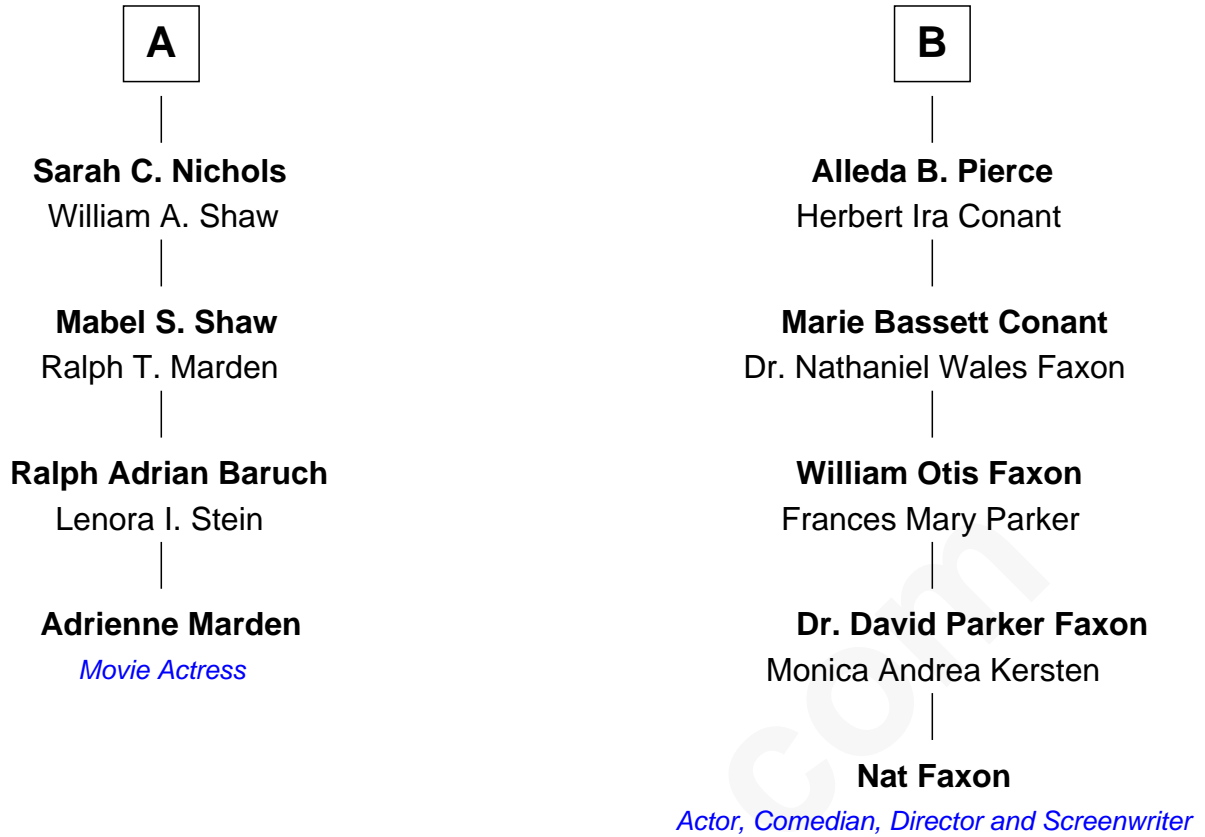 A
Sarah C. Nichols
William A. Shaw
Mabel S. Shaw
Ralph T. Marden
Ralph Adrian Baruch
Lenora I. Stein
Adrienne Marden
Movie Actress
B
Alleda B. Pierce
Herbert Ira Conant
Marie Bassett Conant
Dr. Nathaniel Wales Faxon
William Otis Faxon
Frances Mary Parker
Dr. David Parker Faxon
Monica Andrea Kersten
Nat Faxon
Actor, Comedian, Director and Screenwriter
com